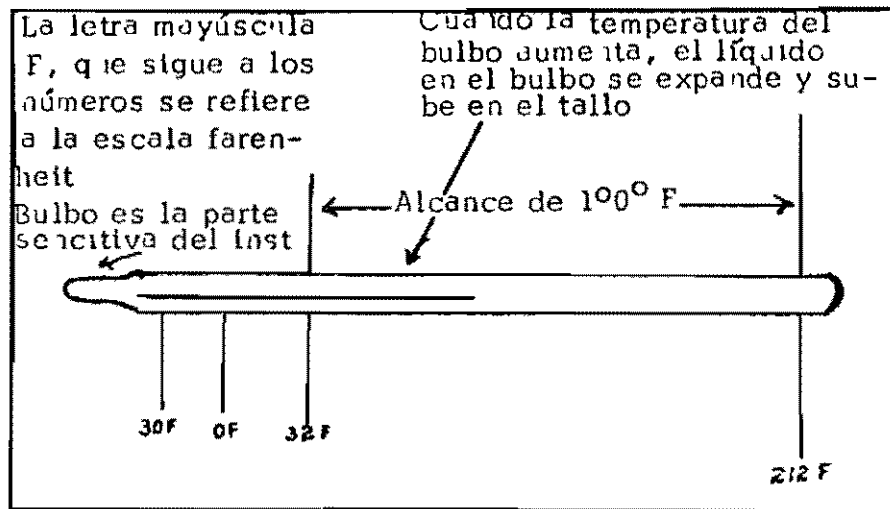 La letra mayúscula
F, que sigue a los
números se refiere
a la escala faren-
heit
Bulbo es la parte
sencitiva del inst
Cuando la temperatura del
bulbo aumenta, el líquido
en el bulbo se expande y su-
be en el tallo
Alcance de 1⁰0⁰ F
30F 0F 32F
212F